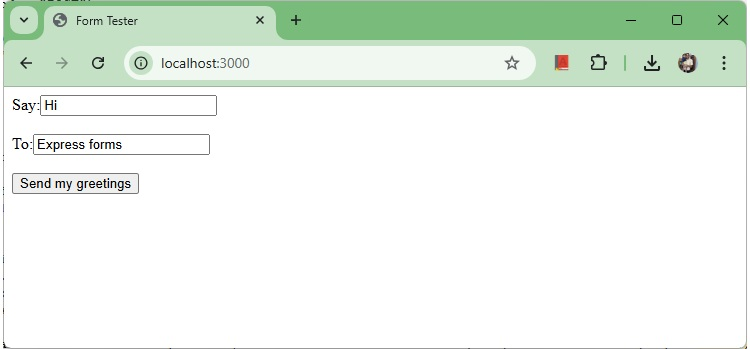 Form Tester
localhost:3000
Say:Hi
To:Express forms
Send my greetings